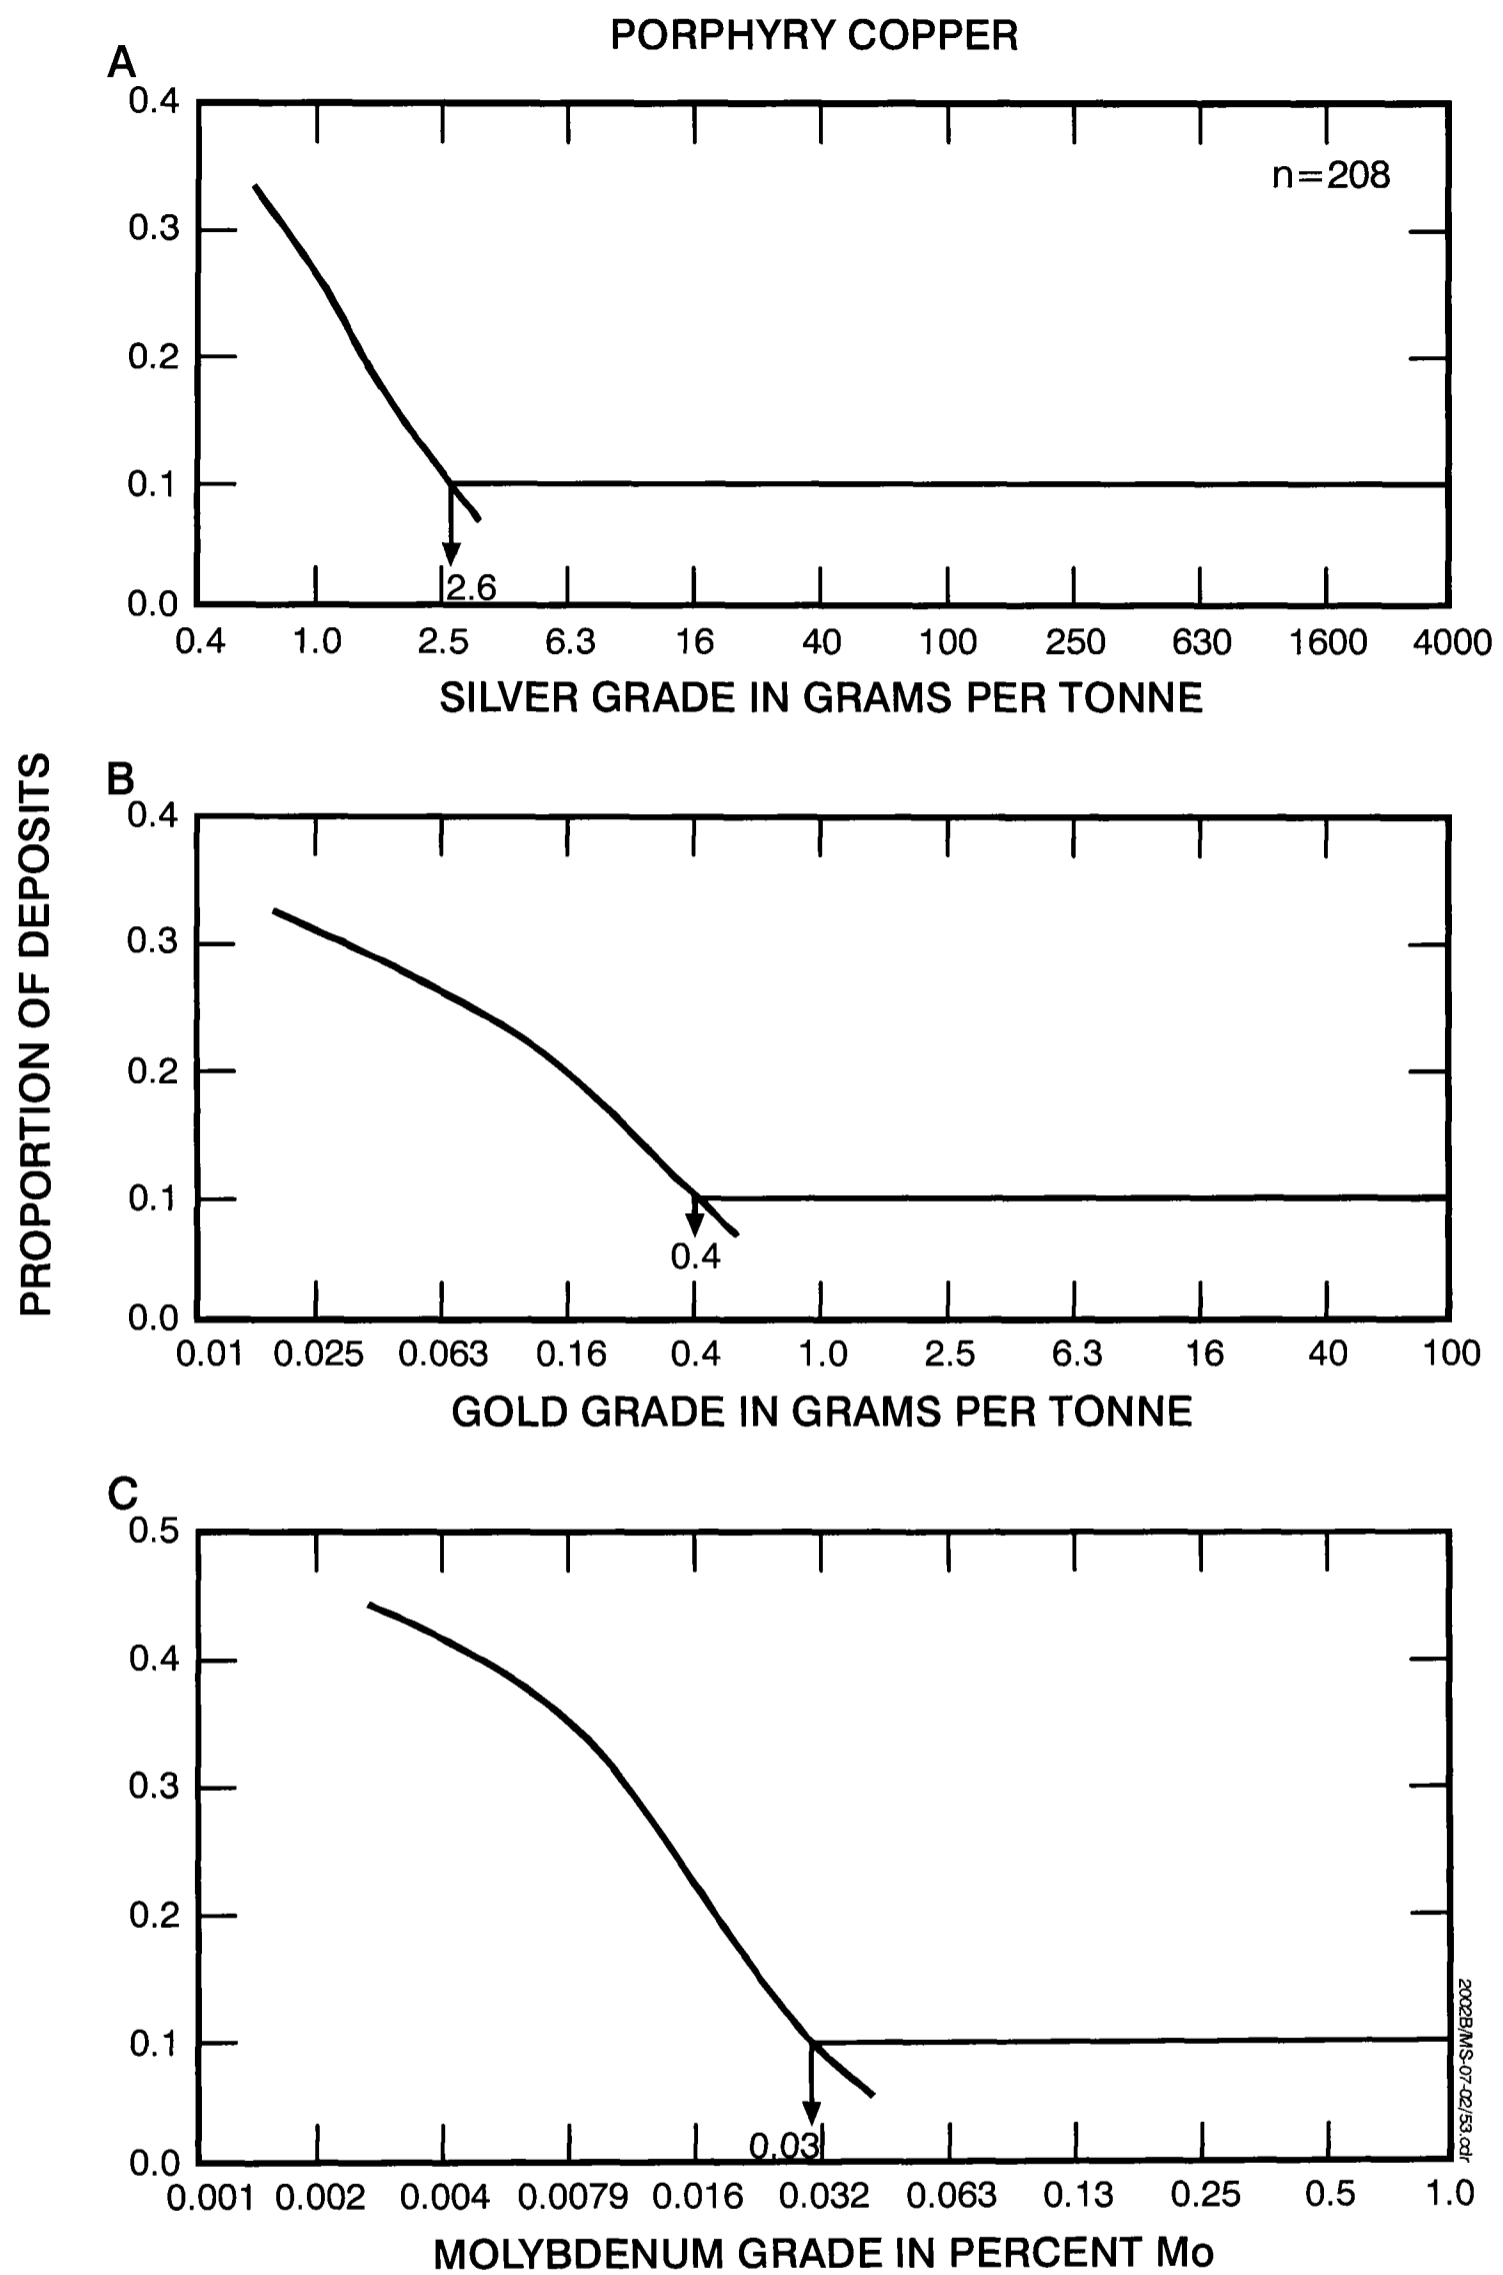 PORPHYRY COPPER
A
0.4
n=208
0.3
0.2
0.1
2.6
0.0
0.4 1.0 2.5 6.3 16 40 100 250 630 1600 4000
SILVER GRADE IN GRAMS PER TONNE
PROPORTION OF DEPOSITS
B
0.4
0.3
0.2
0.1
0.4
0.0
0.01 0.025 0.063 0.16 0.4 1.0 2.5 6.3 16 40 100
GOLD GRADE IN GRAMS PER TONNE
C
0.5
0.4
0.3
0.2
0.1
0.03
0.0
0.001 0.002 0.004 0.0079 0.016 0.032 0.063 0.13 0.25 0.5 1.0
MOLYBDENUM GRADE IN PERCENT Mo
2002B/MS-07-02/53.cdr